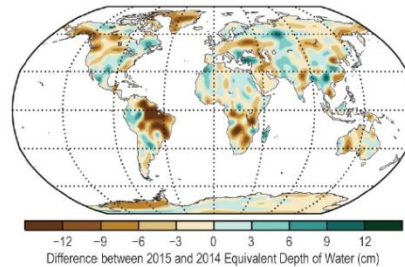 −12 −9 −6 −3 0 3 6 9 12
Difference between 2015 and 2014 Equivalent Depth of Water (cm)